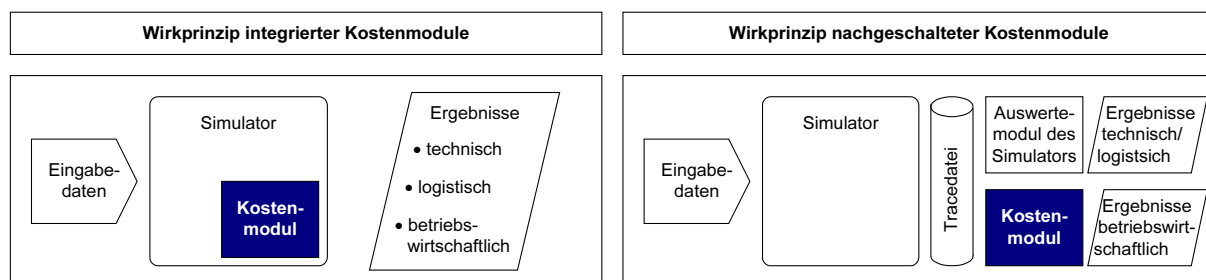 Wirkprinzip integrierter Kostenmodule
Eingabe-
daten
Simulator
Kosten-
modul
Ergebnisse
• technisch
• logistisch
• betriebs-
wirtschaftlich
Wirkprinzip nachgeschalteter Kostenmodule
Eingabe-
daten
Simulator
Tracedatei
Auswerte-
modul des
Simulators
Ergebnisse
technisch/
logistsich
Kosten-
modul
Ergebnisse
betriebswirt-
schaftlich